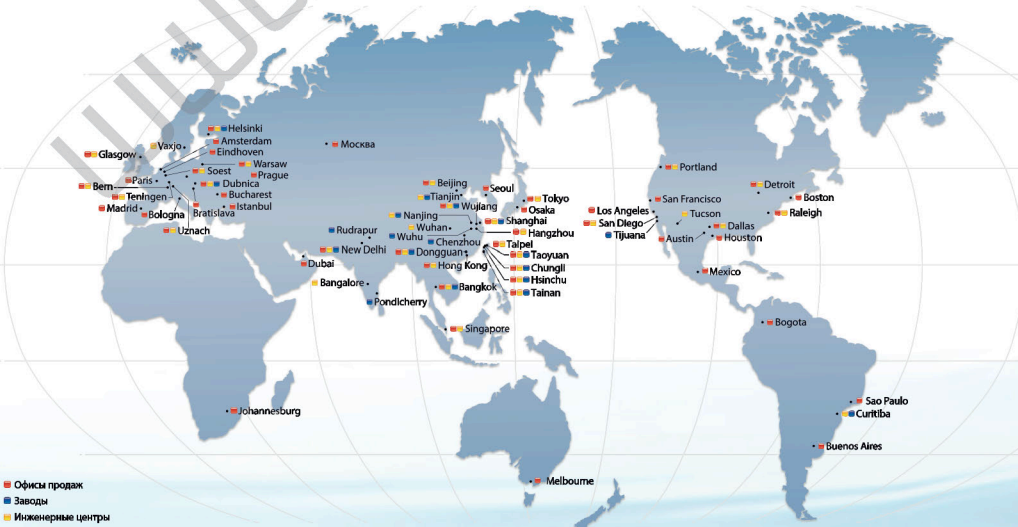 Helsinki
Amsterdam
Eindhoven
Vaxjo
Glasgow
Warsaw
Soest
Prague
Paris
Bern
Dubnica
Teningen
Bucharest
Istanbul
Madrid
Bologna
Bratislava
Uznach
Москва
Beijing
Seoul
Tianjin
Wujiang
Tokyo
Osaka
Nanjing
Shanghai
Wuhan
Hangzhou
Rudrapur
Wuhu
Chenzhou
Taipei
New Delhi
Dongguan
Taoyuan
Dubai
Hong Kong
Chungli
Bangalore
Bangkok
Hsinchu
Pondicherry
Tainan
Singapore
Johannesburg
Melbourne
Portland
Detroit
San Francisco
Boston
Los Angeles
Tucson
Raleigh
San Diego
Dallas
Tijuana
Austin
Houston
Mexico
Bogota
Sao Paulo
Curitiba
Buenos Aires
Офисы продаж
Заводы
Инженерные центры